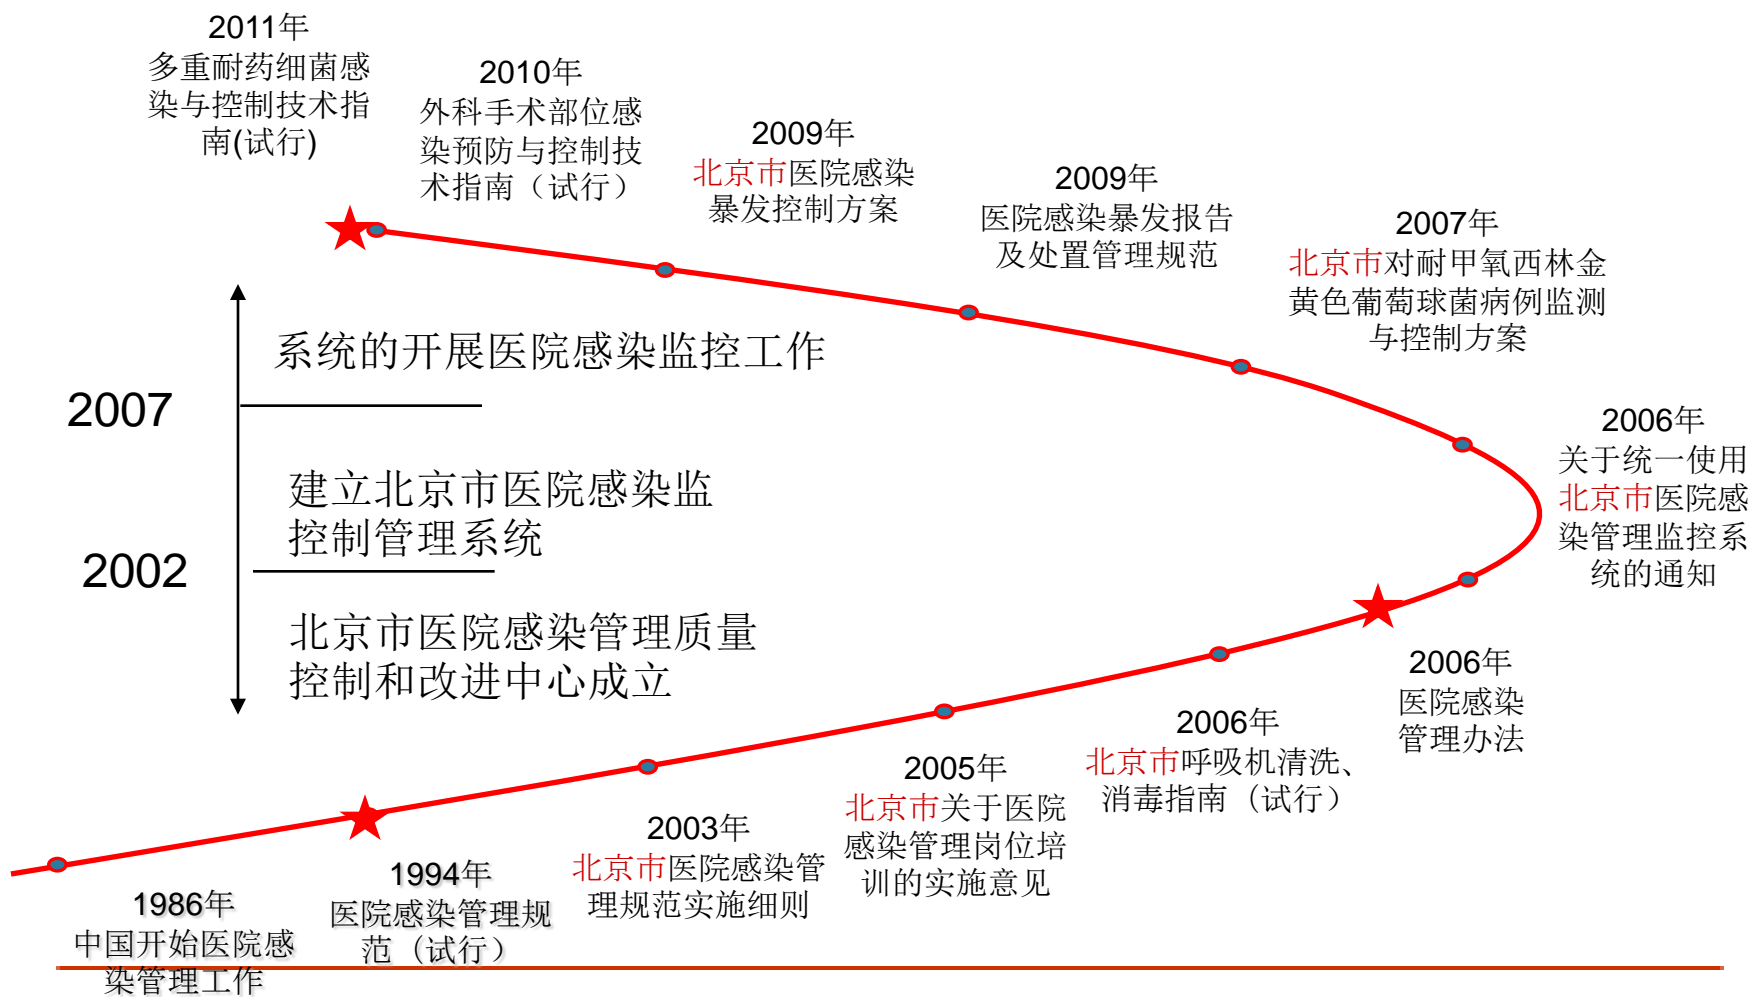 2011年
多重耐药细菌感
染与控制技术指
南(试行)
2010年
外科手术部位感
染预防与控制技
术指南（试行）
2009年
北京市医院感染
暴发控制方案
2009年
医院感染暴发报告
及处置管理规范
2007年
北京市对耐甲氧西林金
黄色葡萄球菌病例监测
与控制方案
2006年
关于统一使用
北京市医院感
染管理监控系
统的通知
系统的开展医院感染监控工作
2007
建立北京市医院感染监
控制管理系统
2002
北京市医院感染管理质量
控制和改进中心成立
2006年
医院感染
管理办法
2006年
北京市呼吸机清洗、
消毒指南（试行）
2005年
北京市关于医院
感染管理岗位培
训的实施意见
2003年
北京市医院感染管
理规范实施细则
1994年
医院感染管理规
范（试行）
1986年
中国开始医院感
染管理工作